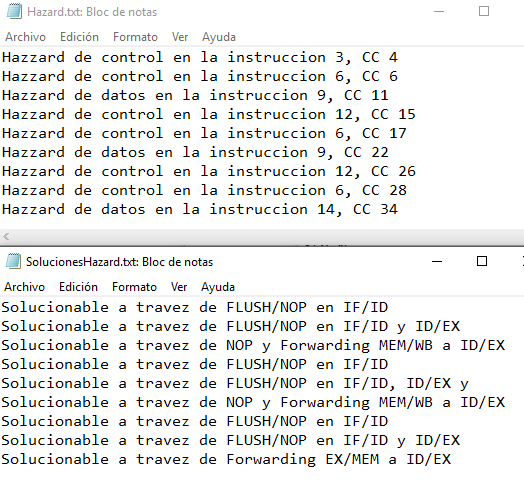 Hazard.txt: Bloc de notas
Archivo Edición Formato Ver Ayuda
Hazzard de control en la instruccion 3, CC 4
Hazzard de control en la instruccion 6, CC 6
Hazzard de datos en la instruccion 9, CC 11
Hazzard de control en la instruccion 12, CC 15
Hazzard de control en la instruccion 6, CC 17
Hazzard de datos en la instruccion 9, CC 22
Hazzard de control en la instruccion 12, CC 26
Hazzard de control en la instruccion 6, CC 28
Hazzard de datos en la instruccion 14, CC 34
SolucionesHazard.txt: Bloc de notas
Archivo Edición Formato Ver Ayuda
Solucionable a travez de FLUSH/NOP en IF/ID
Solucionable a travez de FLUSH/NOP en IF/ID y ID/EX
Solucionable a travez de NOP y Forwarding MEM/WB a ID/EX
Solucionable a travez de FLUSH/NOP en IF/ID
Solucionable a travez de FLUSH/NOP en IF/ID, ID/EX y
Solucionable a travez de NOP y Forwarding MEM/WB a ID/EX
Solucionable a travez de FLUSH/NOP en IF/ID
Solucionable a travez de FLUSH/NOP en IF/ID y ID/EX
Solucionable a travez de Forwarding EX/MEM a ID/EX